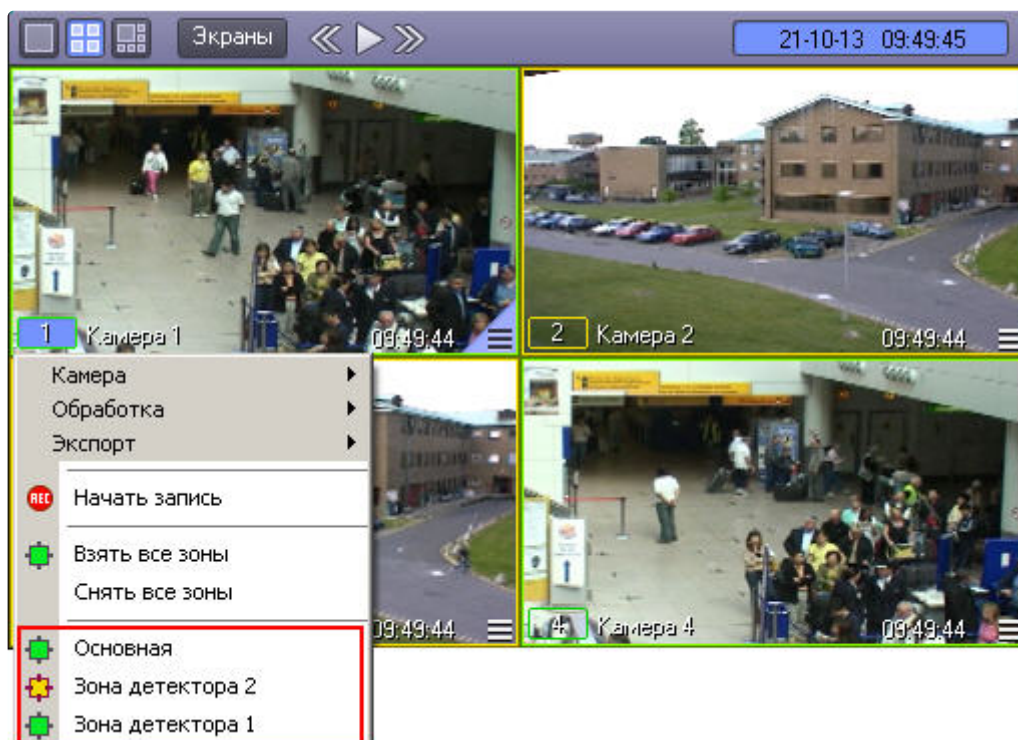 Экраны
21-10-13 09:49:45
1 Камера 1 09:49:44
2 Камера 2 09:49:44
Камера
Обработка
Экспорт
REC Начать запись
Взять все зоны
Снять все зоны
09:49:44
4 Камера 4 09:49:44
Основная
Зона детектора 2
Зона детектора 1